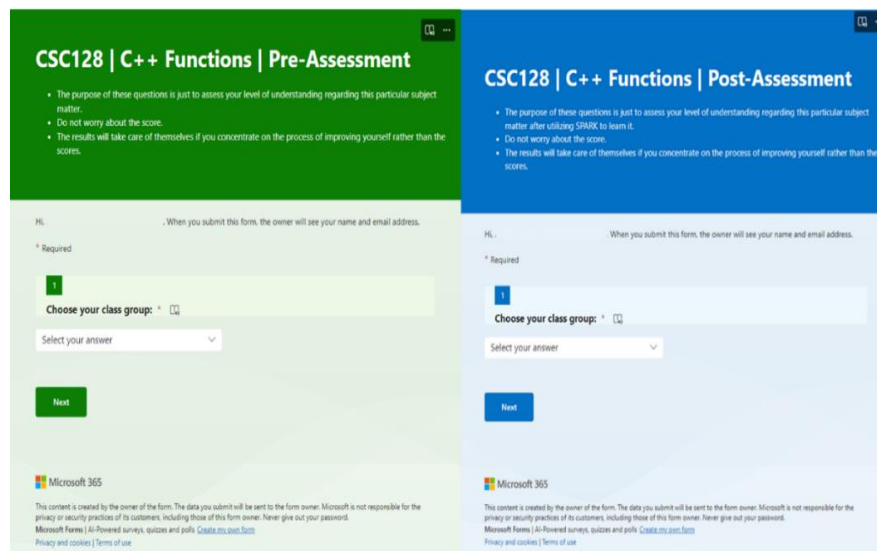 CSC128 | C++ Functions | Pre-Assessment
• The purpose of these questions is just to assess your level of understanding regarding this particular subject
matter.
• Do not worry about the score.
• The results will take care of themselves if you concentrate on the process of improving yourself rather than the
scores.
Hi, . When you submit this form, the owner will see your name and email address.
* Required
1
Choose your class group: *
Select your answer
Next
Microsoft 365
This content is created by the owner of the form. The data you submit will be sent to the form owner. Microsoft is not responsible for the
privacy or security practices of its customers, including those of this form owner. Never give out your password.
Microsoft Forms | AI-Powered surveys, quizzes and polls Create my own form
Privacy and cookies | Terms of use
CSC128 | C++ Functions | Post-Assessment
• The purpose of these questions is just to assess your level of understanding regarding this particular subject
matter after utilizing SPARK to learn it.
• Do not worry about the score.
• The results will take care of themselves if you concentrate on the process of improving yourself rather than the
scores.
Hi, . . When you submit this form, the owner will see your name and email address.
* Required
1
Choose your class group: *
Select your answer
Next
Microsoft 365
This content is created by the owner of the form. The data you submit will be sent to the form owner. Microsoft is not responsible for the
privacy or security practices of its customers, including those of this form owner. Never give out your password.
Microsoft Forms | AI-Powered surveys, quizzes and polls Create my own form
Privacy and cookies | Terms of use